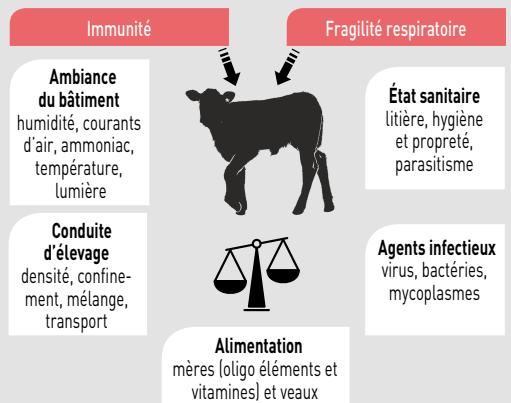 Immunité
Fragilité respiratoire
Ambiance
du bâtiment
humidité, courants
d'air, ammoniac,
température,
lumière
État sanitaire
litière, hygiène
et propreté,
parasitisme
Conduite
d'élevage
densité, confine-
ment, mélange,
transport
Agents infectieux
virus, bactéries,
mycoplasmes
Alimentation
mères (oligo éléments et
vitamines) et veaux